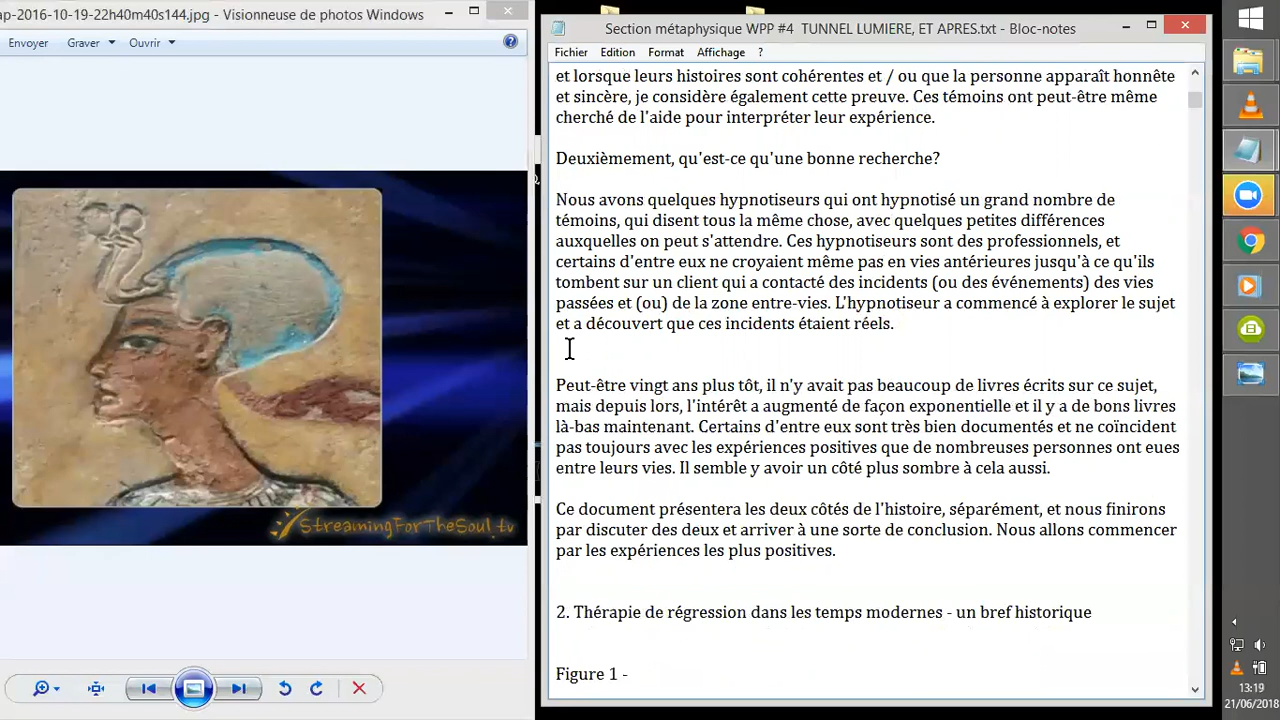 ap-2016-10-19-22h40m40s144.jpg - Visionneuse de photos Windows
Envoyer Graver Ouvrir
StreamingForTheSoul.tv
Section métaphysique WPP #4 TUNNEL LUMIERE, ET APRES.txt - Bloc-notes
Fichier Edition Format Affichage ?
et lorsque leurs histoires sont cohérentes et / ou que la personne apparaît honnête
et sincère, je considère également cette preuve. Ces témoins ont peut-être même
cherché de l'aide pour interpréter leur expérience.
Deuxièmement, qu'est-ce qu'une bonne recherche?
Nous avons quelques hypnotiseurs qui ont hypnotisé un grand nombre de
témoins, qui disent tous la même chose, avec quelques petites différences
auxquelles on peut s'attendre. Ces hypnotiseurs sont des professionnels, et
certains d'entre eux ne croyaient même pas en vies antérieures jusqu'à ce qu'ils
tombent sur un client qui a contacté des incidents (ou des événements) des vies
passées et (ou) de la zone entre-vies. L'hypnotiseur a commencé à explorer le sujet
et a découvert que ces incidents étaient réels.
Peut-être vingt ans plus tôt, il n'y avait pas beaucoup de livres écrits sur ce sujet,
mais depuis lors, l'intérêt a augmenté de façon exponentielle et il y a de bons livres
là-bas maintenant. Certains d'entre eux sont très bien documentés et ne coïncident
pas toujours avec les expériences positives que de nombreuses personnes ont eues
entre leurs vies. Il semble y avoir un côté plus sombre à cela aussi.
Ce document présentera les deux côtés de l'histoire, séparément, et nous finirons
par discuter des deux et arriver à une sorte de conclusion. Nous allons commencer
par les expériences les plus positives.
2. Thérapie de régression dans les temps modernes - un bref historique
Figure 1 -
13:19
21/06/2018